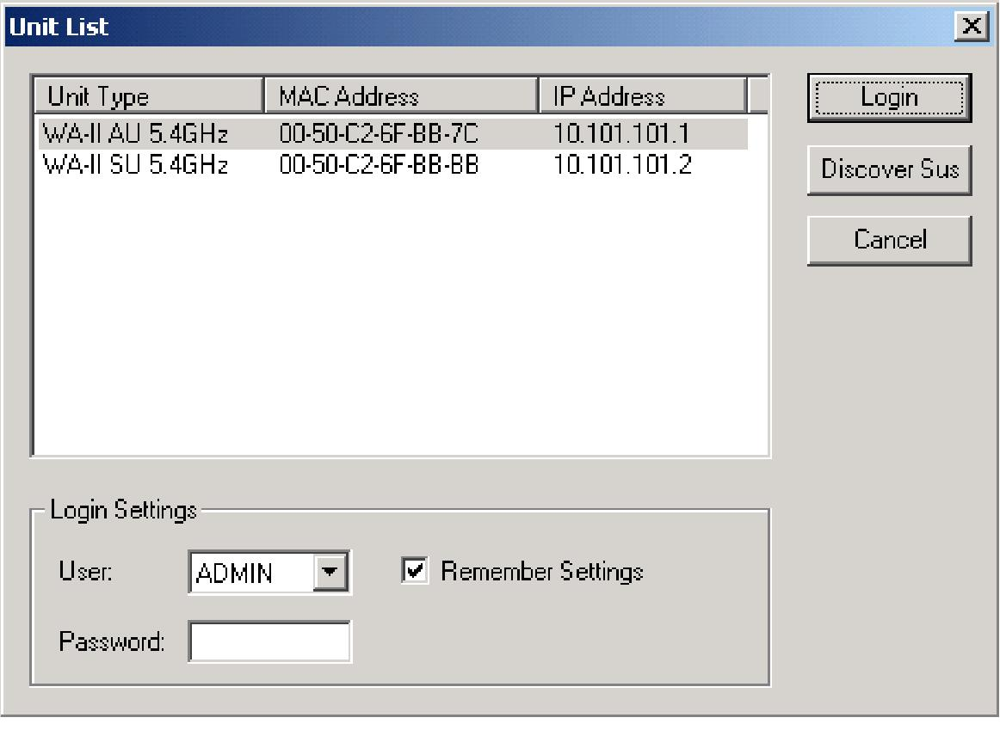 Unit List
Unit Type MAC Address IP Address
WA-II AU 5.4GHz 00-50-C2-6F-BB-7C 10.101.101.1
WA-II SU 5.4GHz 00-50-C2-6F-BB-BB 10.101.101.2
Login
Discover Sus
Cancel
Login Settings
User: ADMIN Remember Settings
Password: